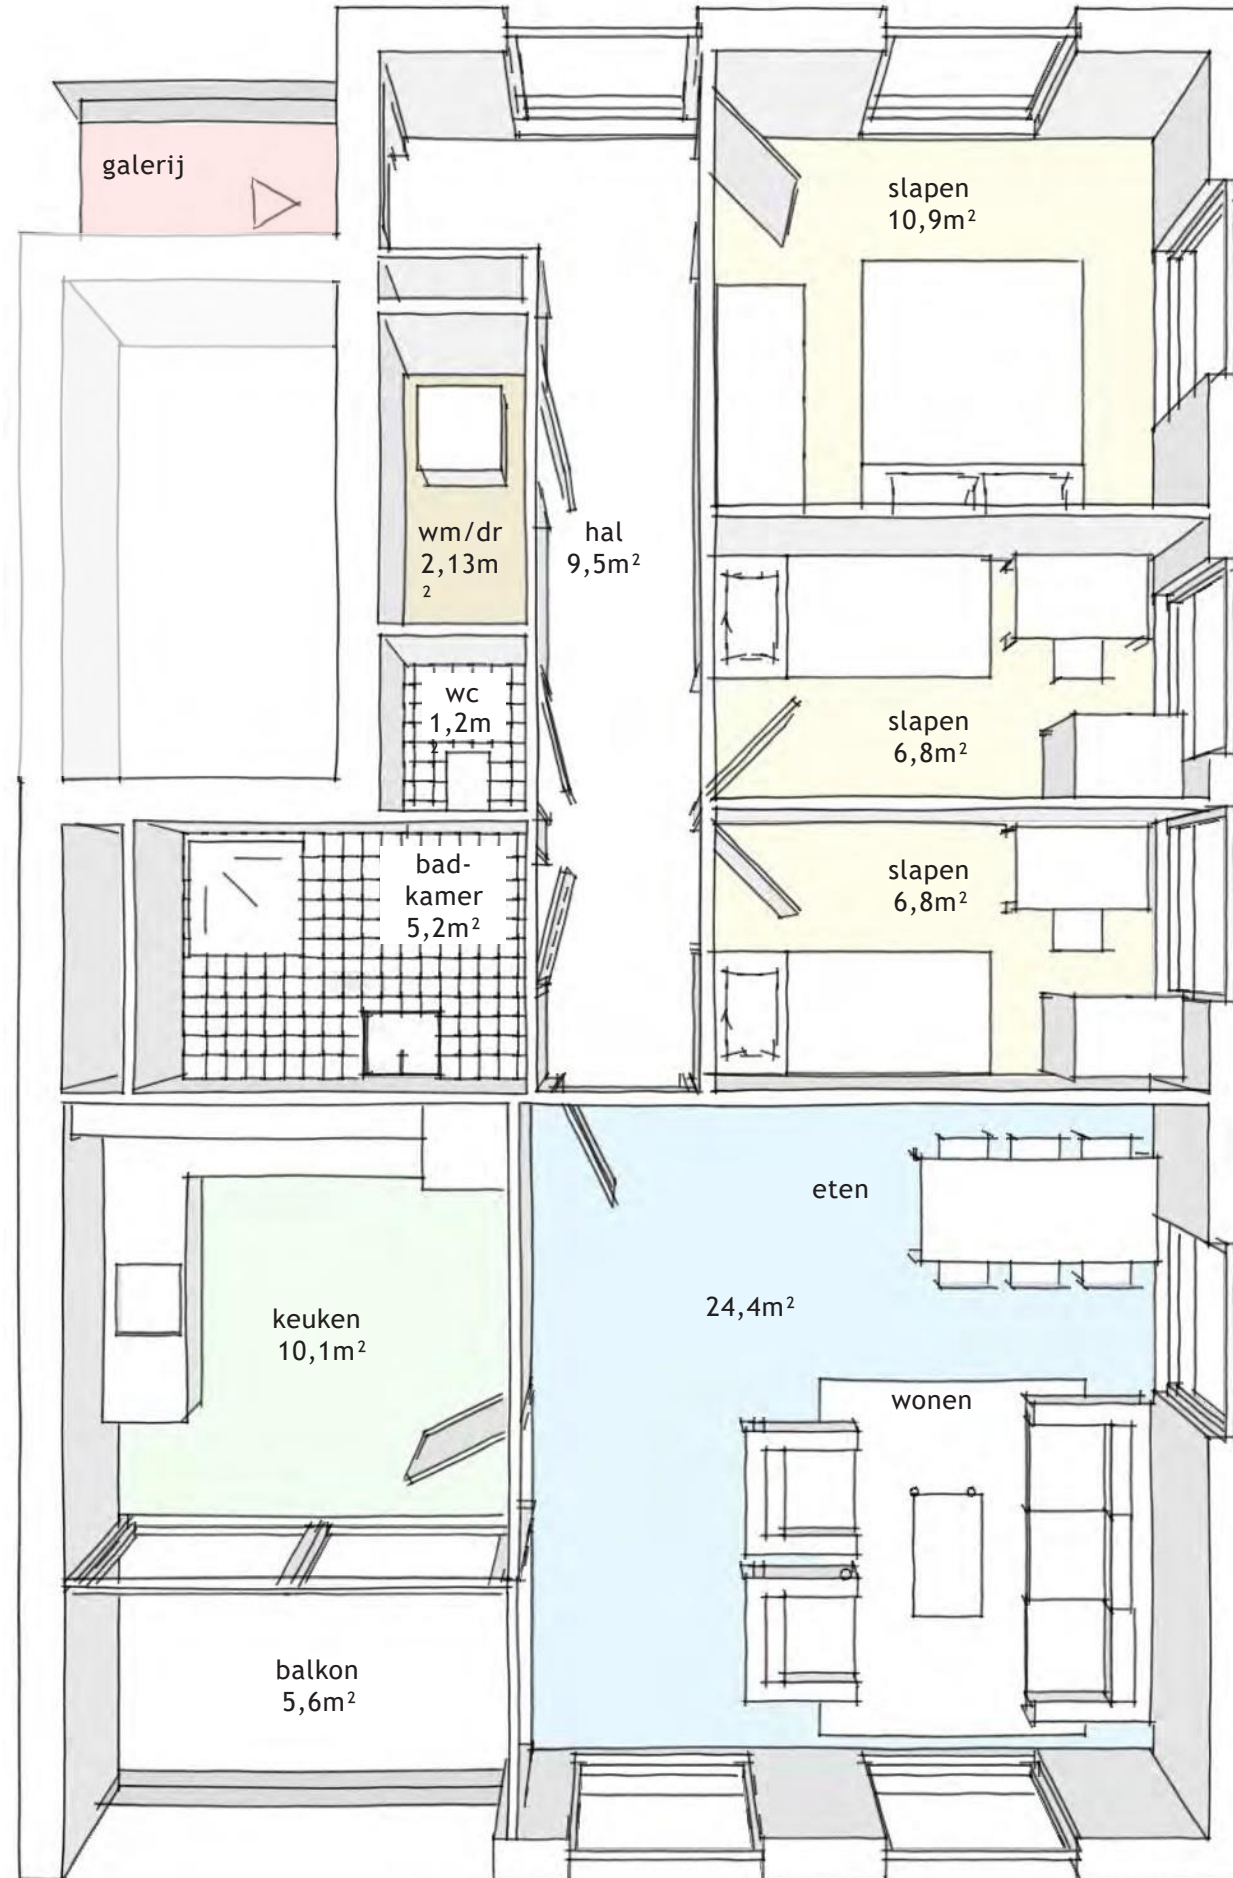 galerij
slapen
10,9m²
wm/dr
2,13m
²
hal
9,5m²
wc
1,2m
²
slapen
6,8m²
bad-
kamer
5,2m²
slapen
6,8m²
eten
24,4m²
keuken
10,1m²
wonen
balkon
5,6m²